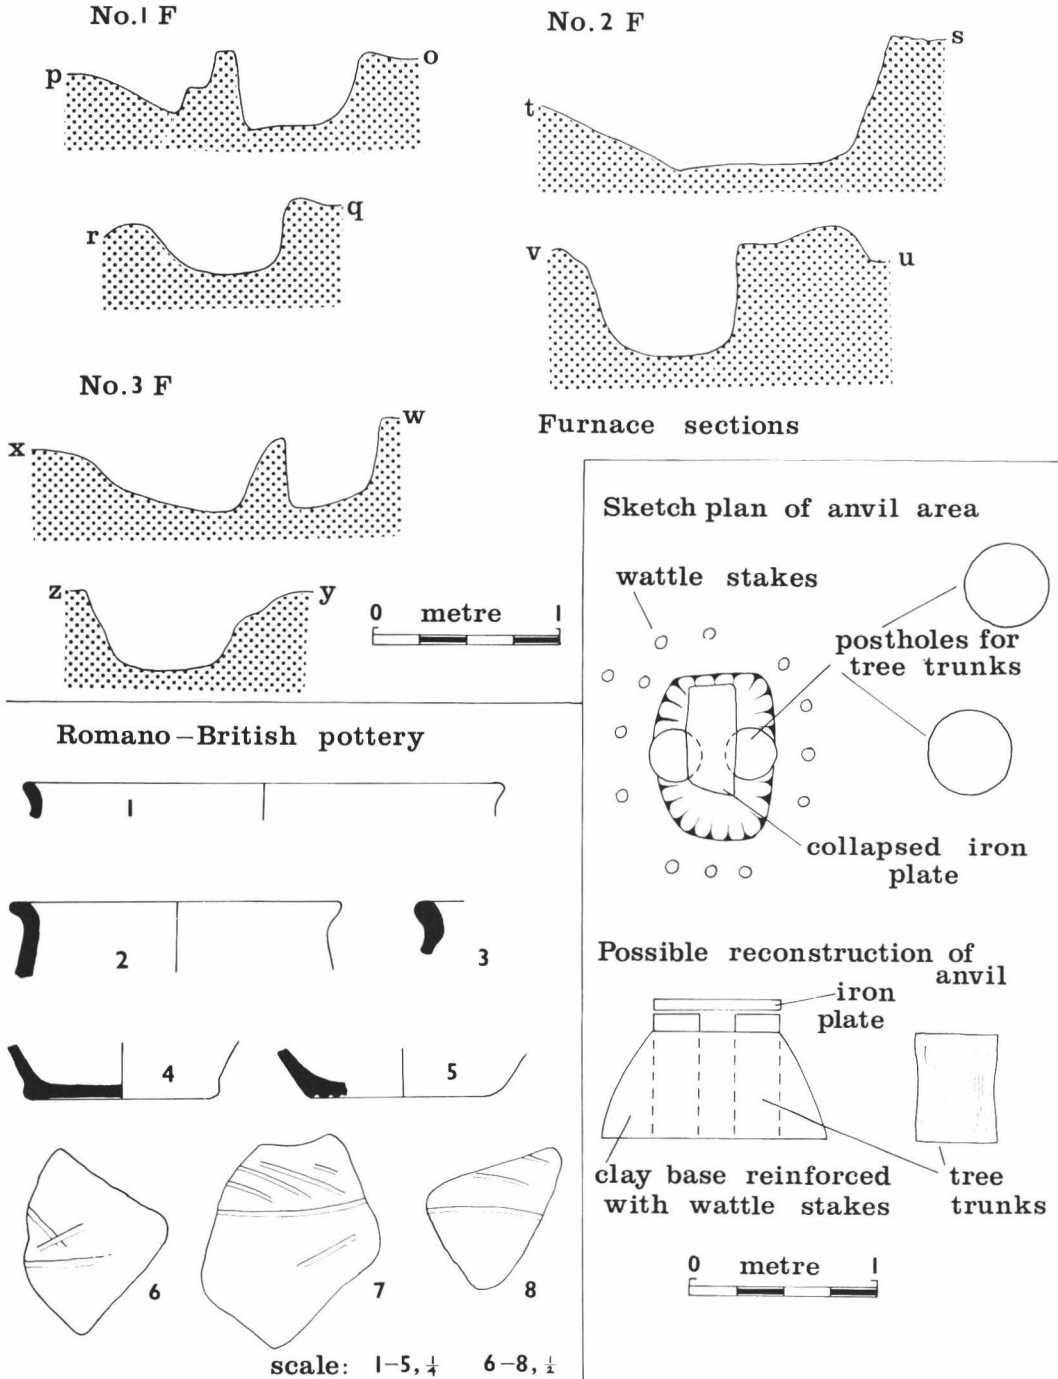 No.1 F
p
o
r
q
No.2 F
t
s
v
u
No.3 F
x
w
z
y
0 metre 1
Furnace sections
Romano–British pottery
1
2
3
4
5
6
7
8
scale: 1–5, ¼ 6–8, ½
Sketch plan of anvil area
wattle stakes
postholes for
tree trunks
collapsed iron
plate
Possible reconstruction of
anvil
iron
plate
clay base reinforced
with wattle stakes
tree
trunks
0 metre 1